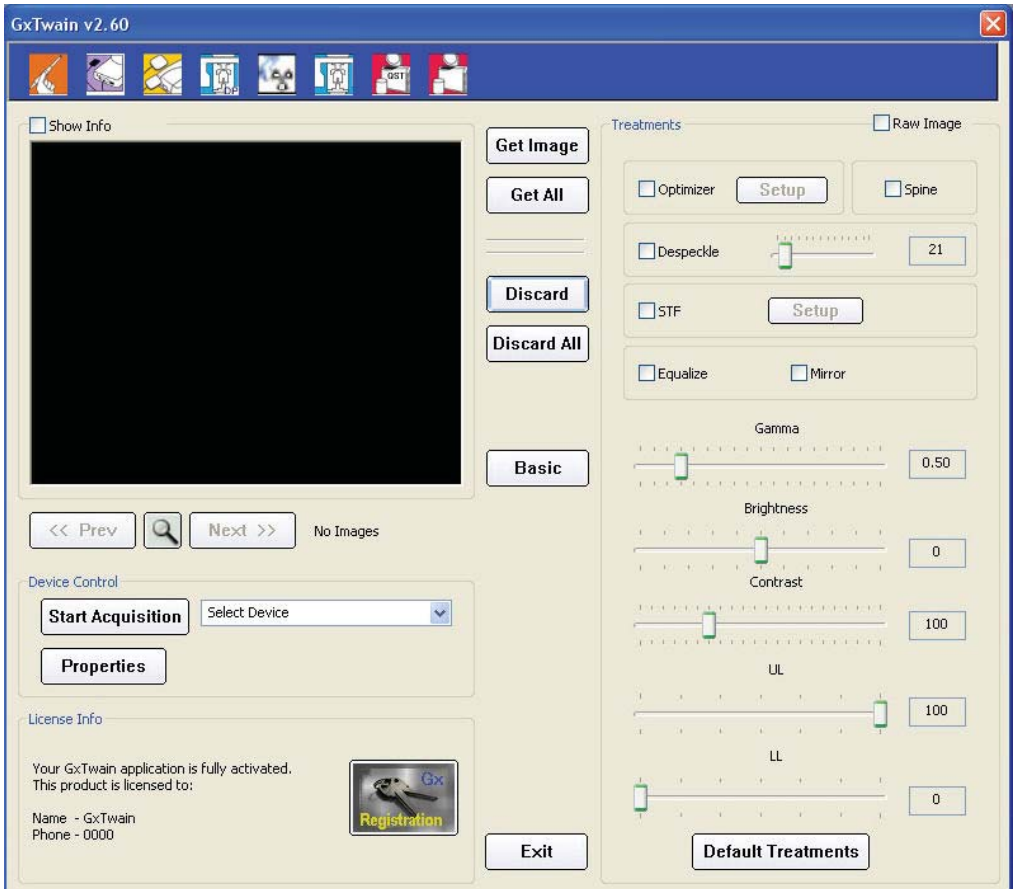 GxTwain v2.60
DP
QST
Show Info
Get Image
Get All
Discard
Discard All
Basic
<< Prev
Next >>
No Images
Device Control
Start Acquisition
Select Device
Properties
License Info
Your GxTwain application is fully activated.
This product is licensed to:
Name - GxTwain
Phone - 0000
Gx
Registration
Exit
Treatments
Raw Image
Optimizer
Setup
Spine
Despeckle
21
STF
Setup
Equalize
Mirror
Gamma
0.50
Brightness
0
Contrast
100
UL
100
LL
0
Default Treatments